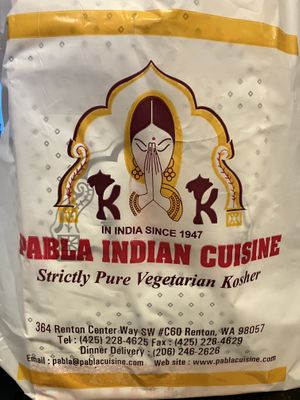 K K
IN INDIA SINCE 1947
PABLA INDIAN CUISINE
Strictly Pure Vegetarian Kosher
364 Renton Center Way SW #C60 Renton, WA 98057
Tel : (425) 228-4625 Fax : (425) 228-4629
Dinner Delivery : (206) 246-2626
Email : pabla@pablacuisine.com Web site : www.pablacuisine.com